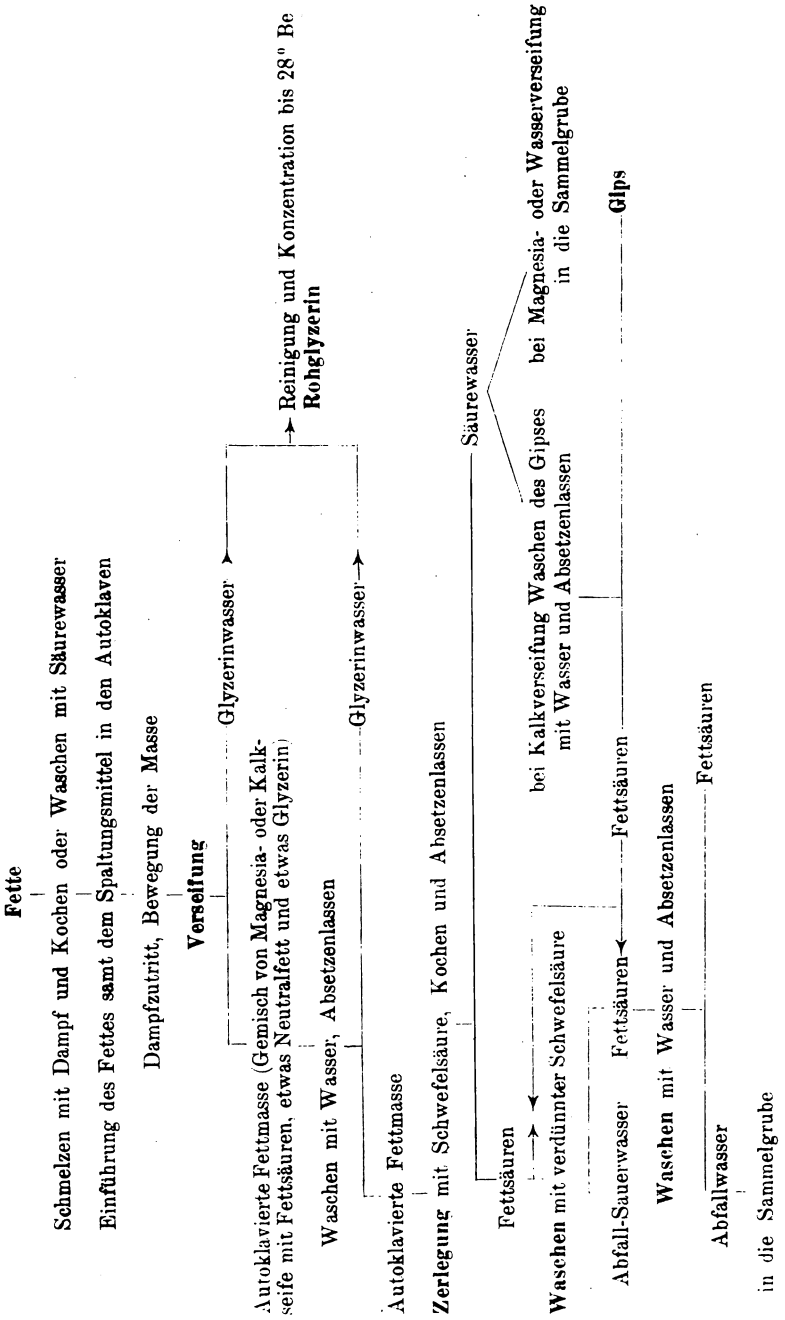 Fette
Schmelzen mit Dampf und Kochen oder Waschen mit Säurewasser
Einführung des Fettes samt dem Spaltungsmittel in den Autoklaven
Dampfzutritt, Bewegung der Masse
Verseifung
Glyzerinwasser
Autoklavierte Fettmasse (Gemisch von Magnesia- oder Kalk-
seife mit Fettsäuren, etwas Neutralfett und etwas Glyzerin)
Reinigung und Konzentration bis 28° Be
Rohglyzerin
Waschen mit Wasser, Absetzenlassen
Glyzerinwasser
Autoklavierte Fettmasse
Zerlegung mit Schwefelsäure, Kochen und Absetzenlassen
Säurewasser
Fettsäuren
bei Kalkverseifung Waschen des Gipses
mit Wasser und Absetzenlassen
bei Magnesia- oder Wasserverseifung
in die Sammelgrube
Waschen mit verdünnter Schwefelsäure
Abfall-Sauerwasser
Fettsäuren
Fettsäuren
Gips
Waschen mit Wasser und Absetzenlassen
Abfallwasser
Fettsäuren
in die Sammelgrube